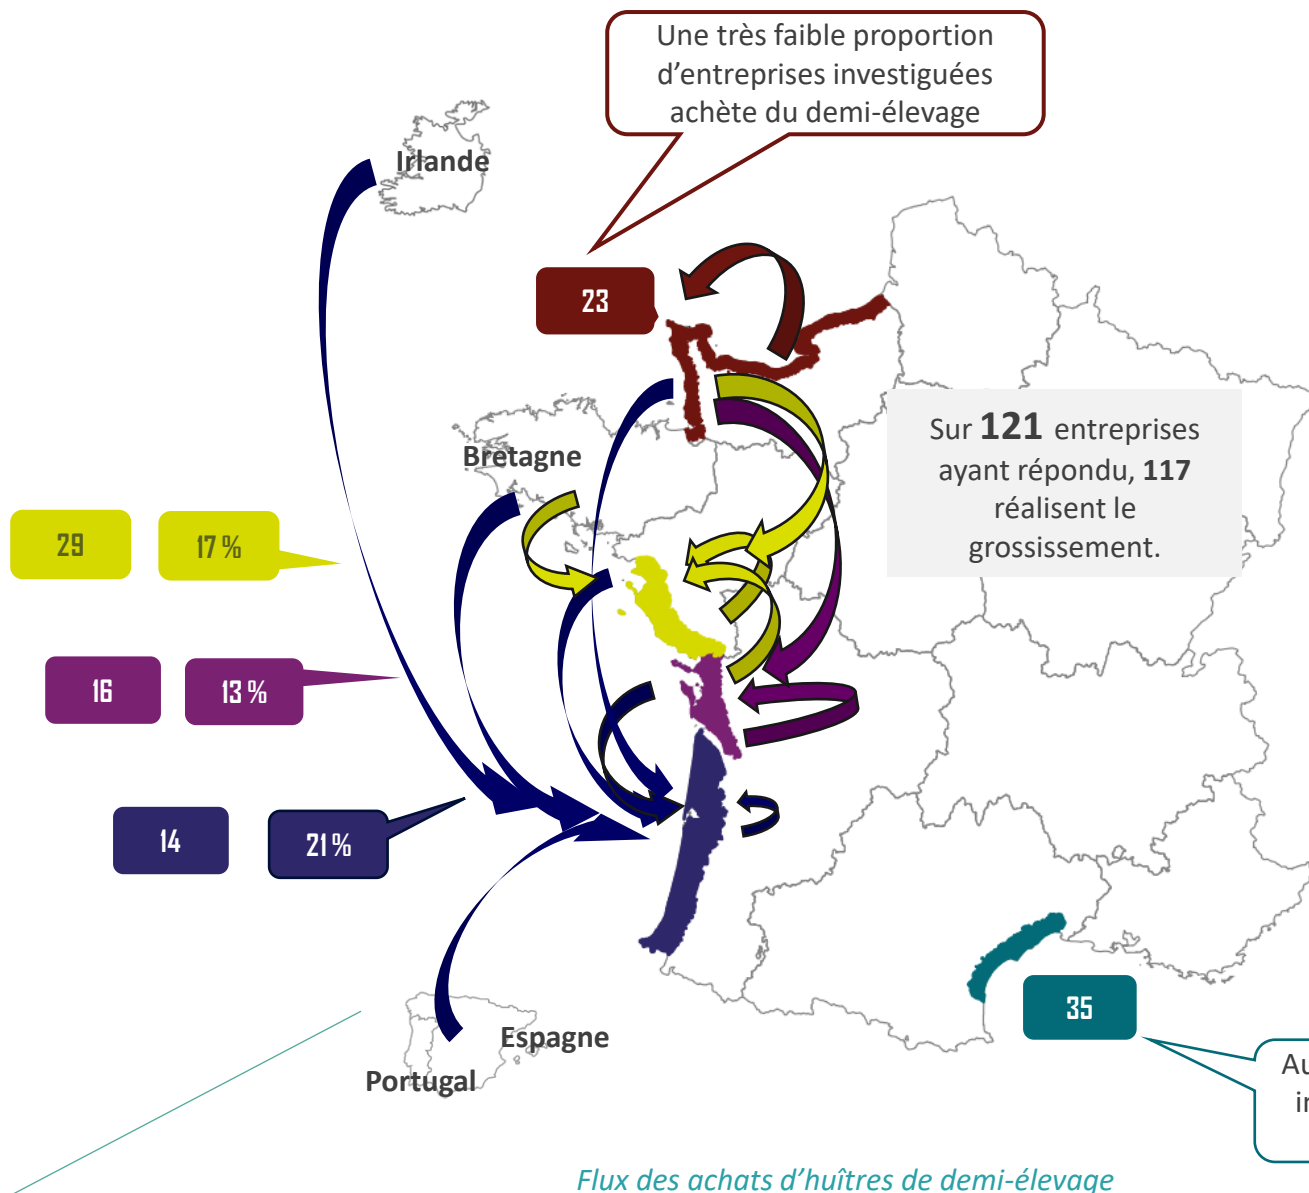 Une très faible proportion
d'entreprises investiguées
achète du demi-élevage
Irlande
23
Sur 121 entreprises
ayant répondu, 117
réalisent le
grossissement.
Bretagne
29
17 %
16
13 %
14
21 %
35
Espagne
Portugal
Au
in
Flux des achats d'huîtres de demi-élevage